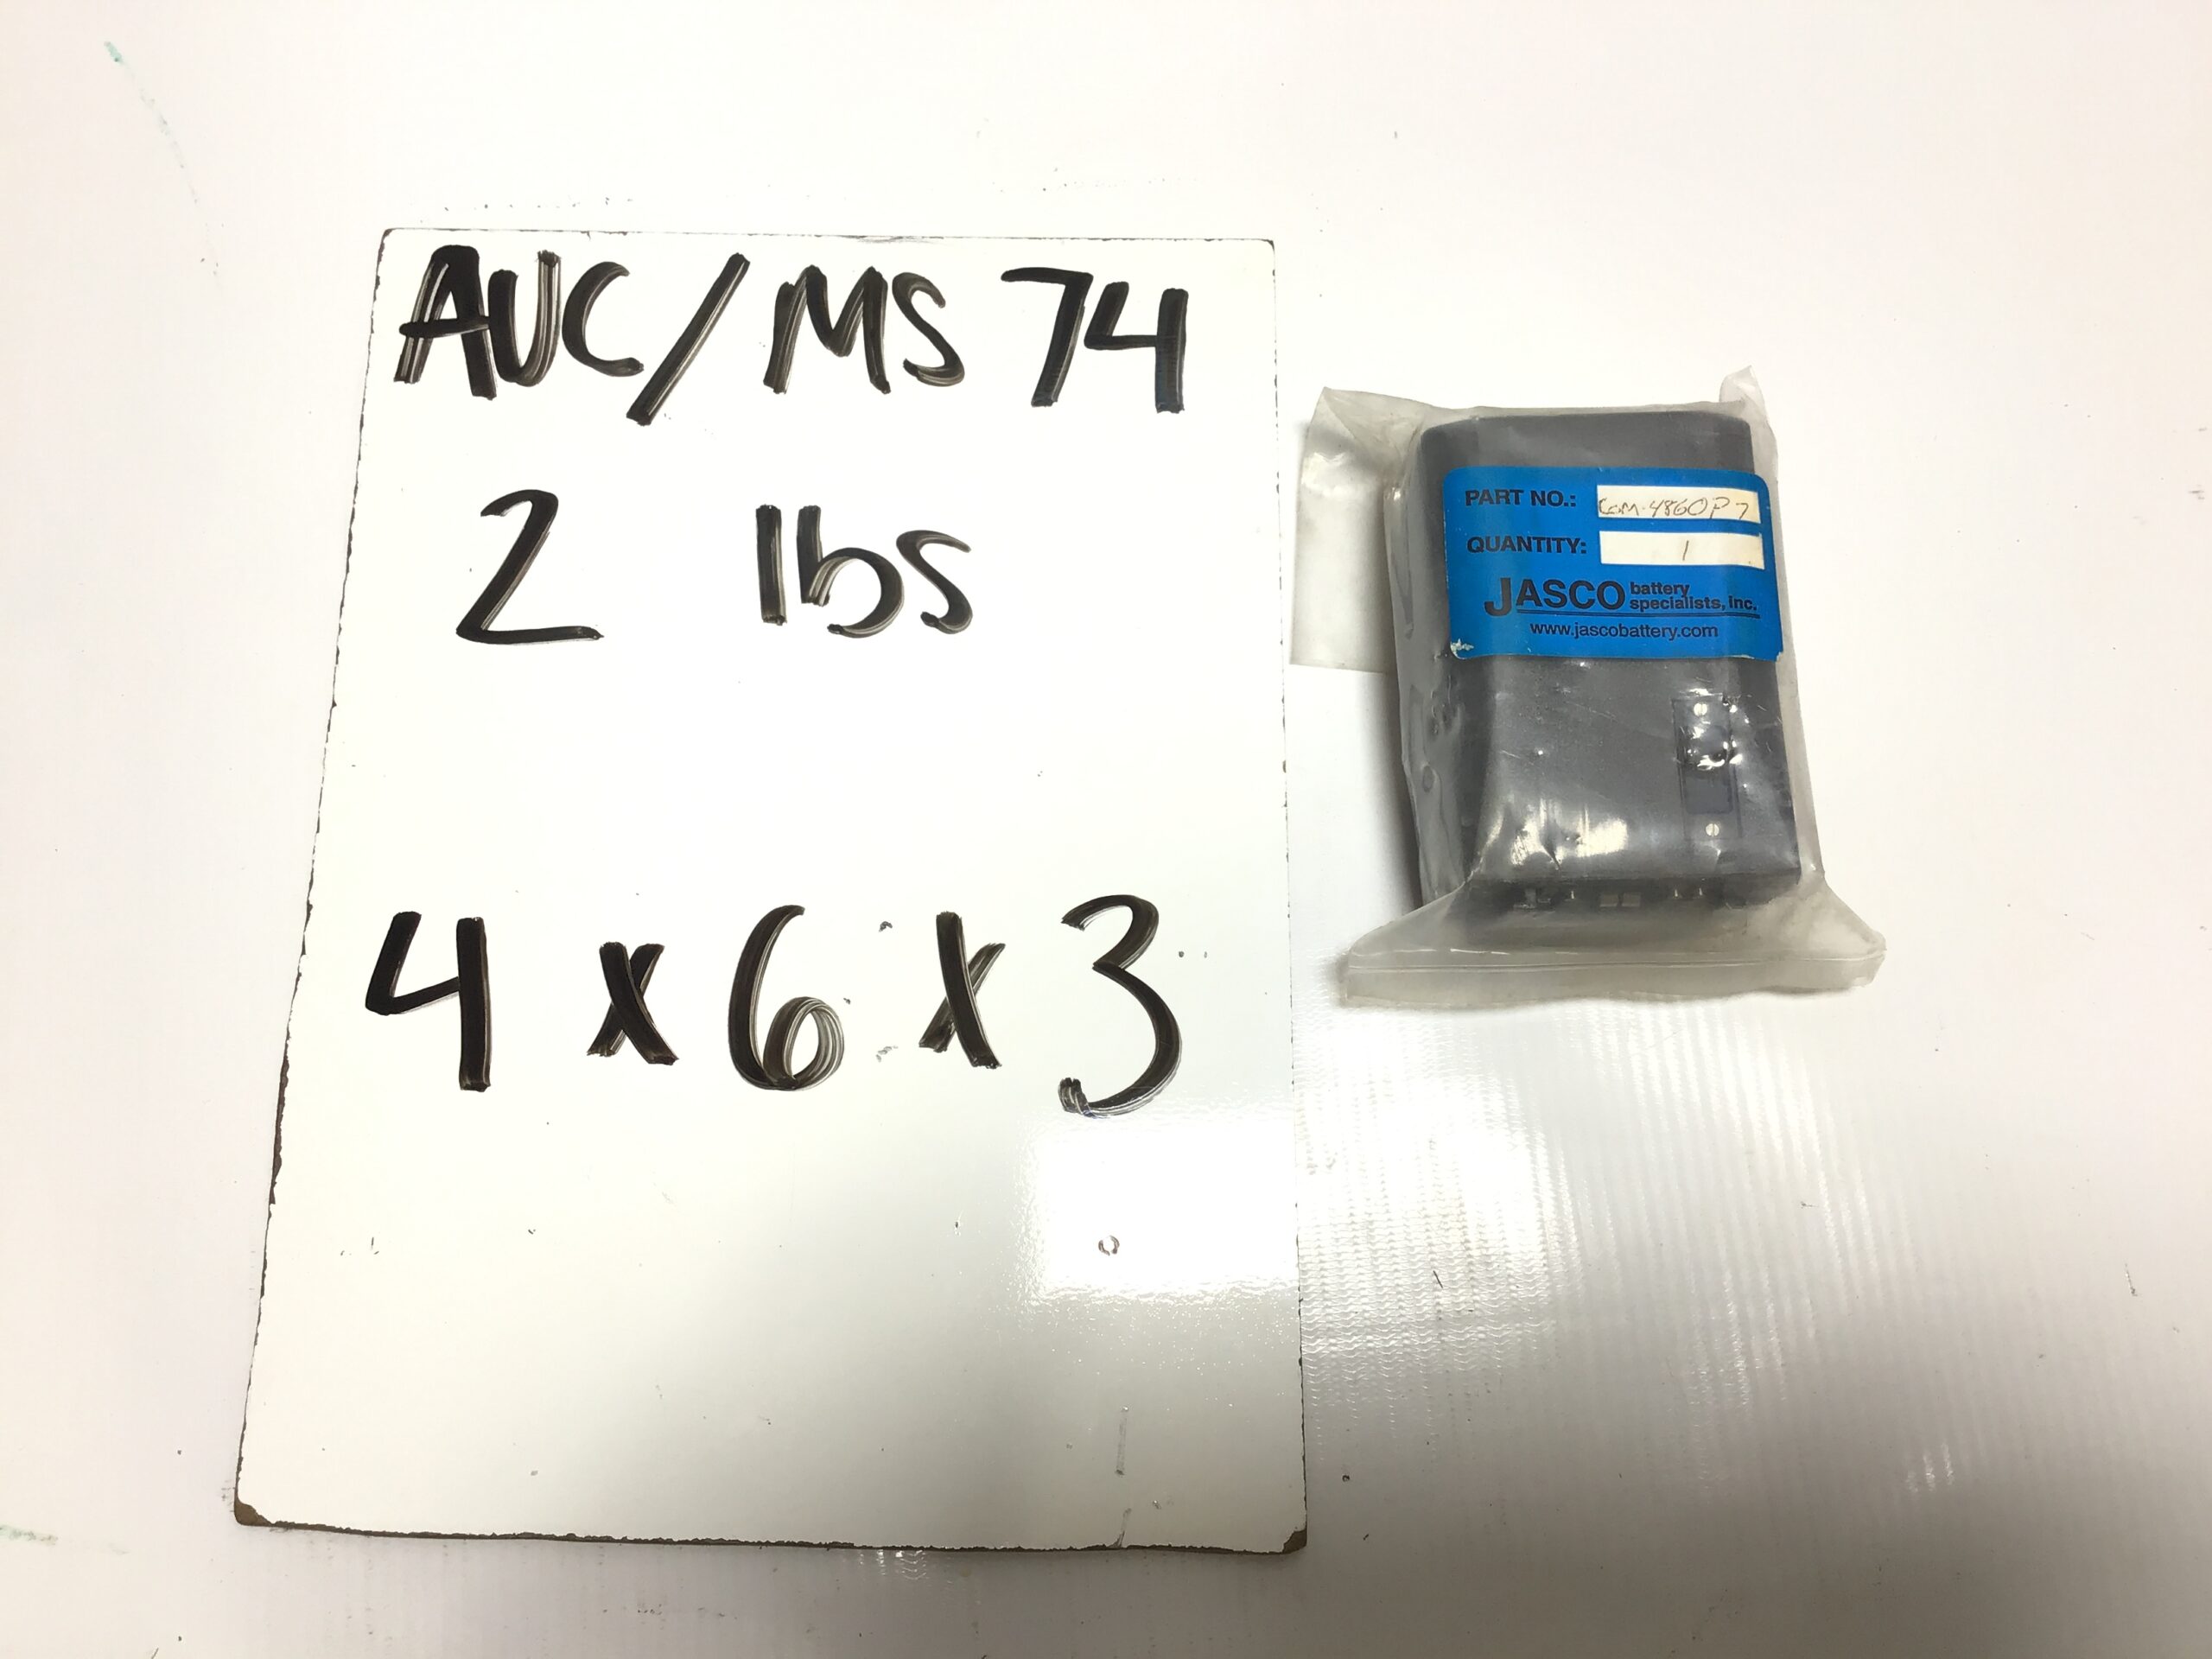 AUC/MS 74
2 lbs
4 x 6 x 3
PART NO.: COM-4860P7
QUANTITY: 1
JASCO battery specialists, inc.
www.jascobattery.com